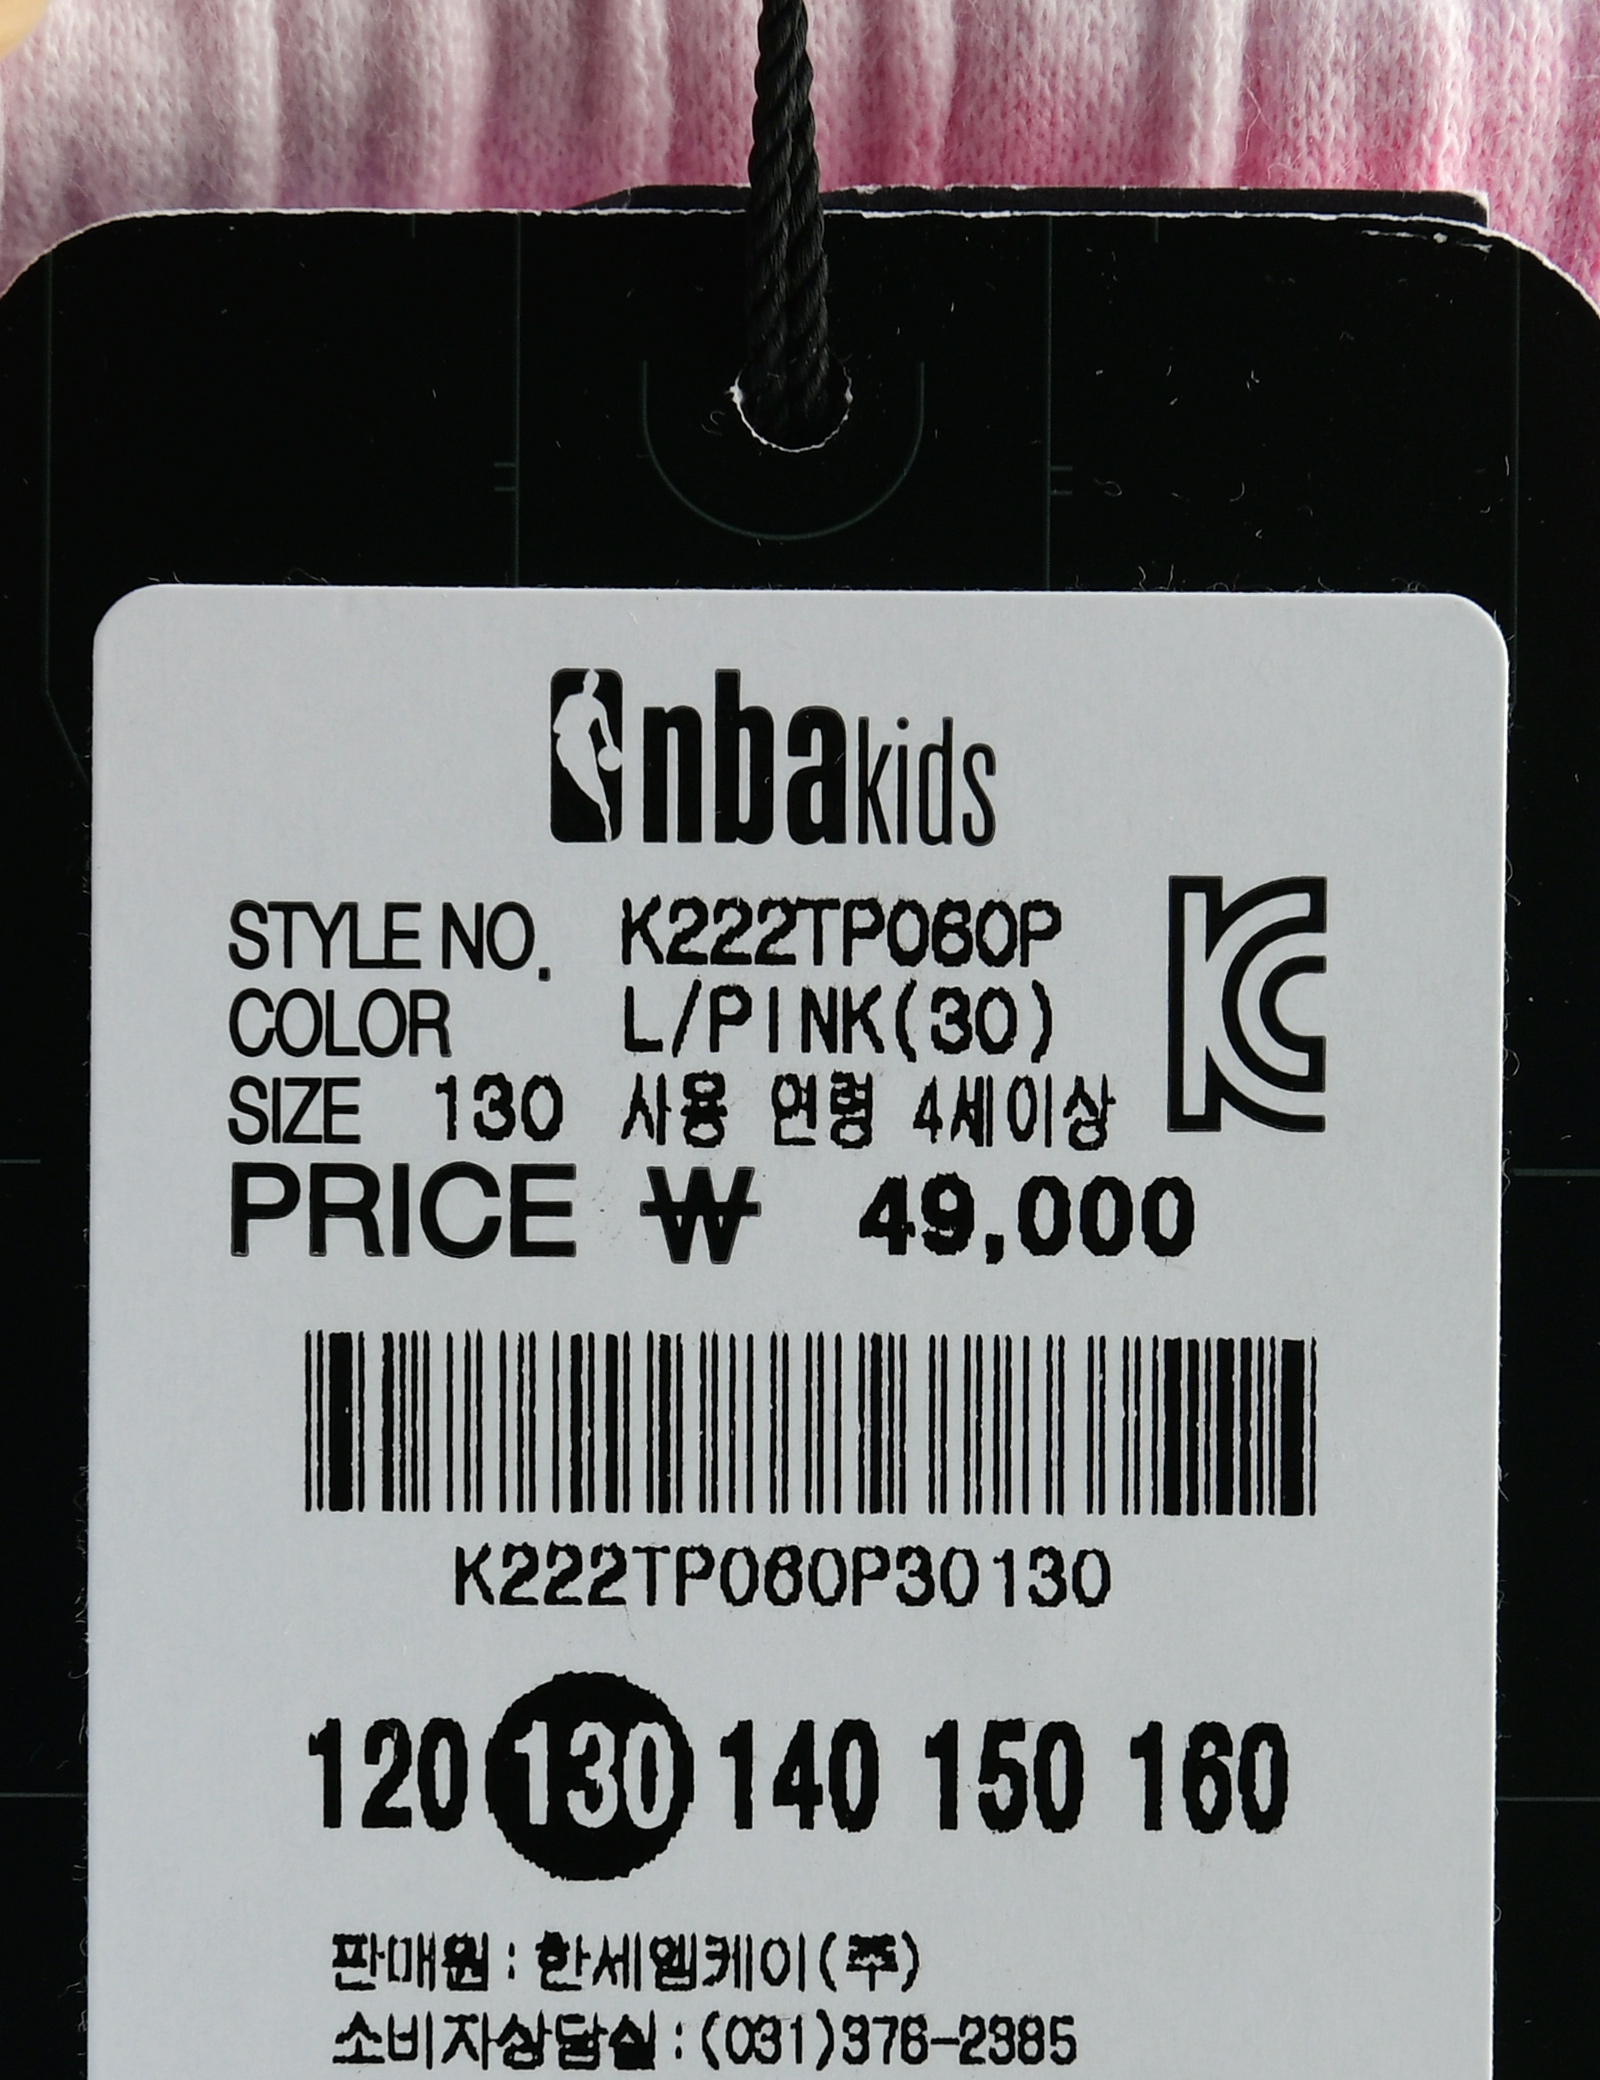 nbakids
STYLE NO. K222TP060P
COLOR L/PINK(30)
SIZE 130 사용 연령 4세이상
PRICE ₩ 49,000
K222TP060P30130
120 130 140 150 160
판매원:한세엠케이(주)
소비자상담실:(031)376-2385